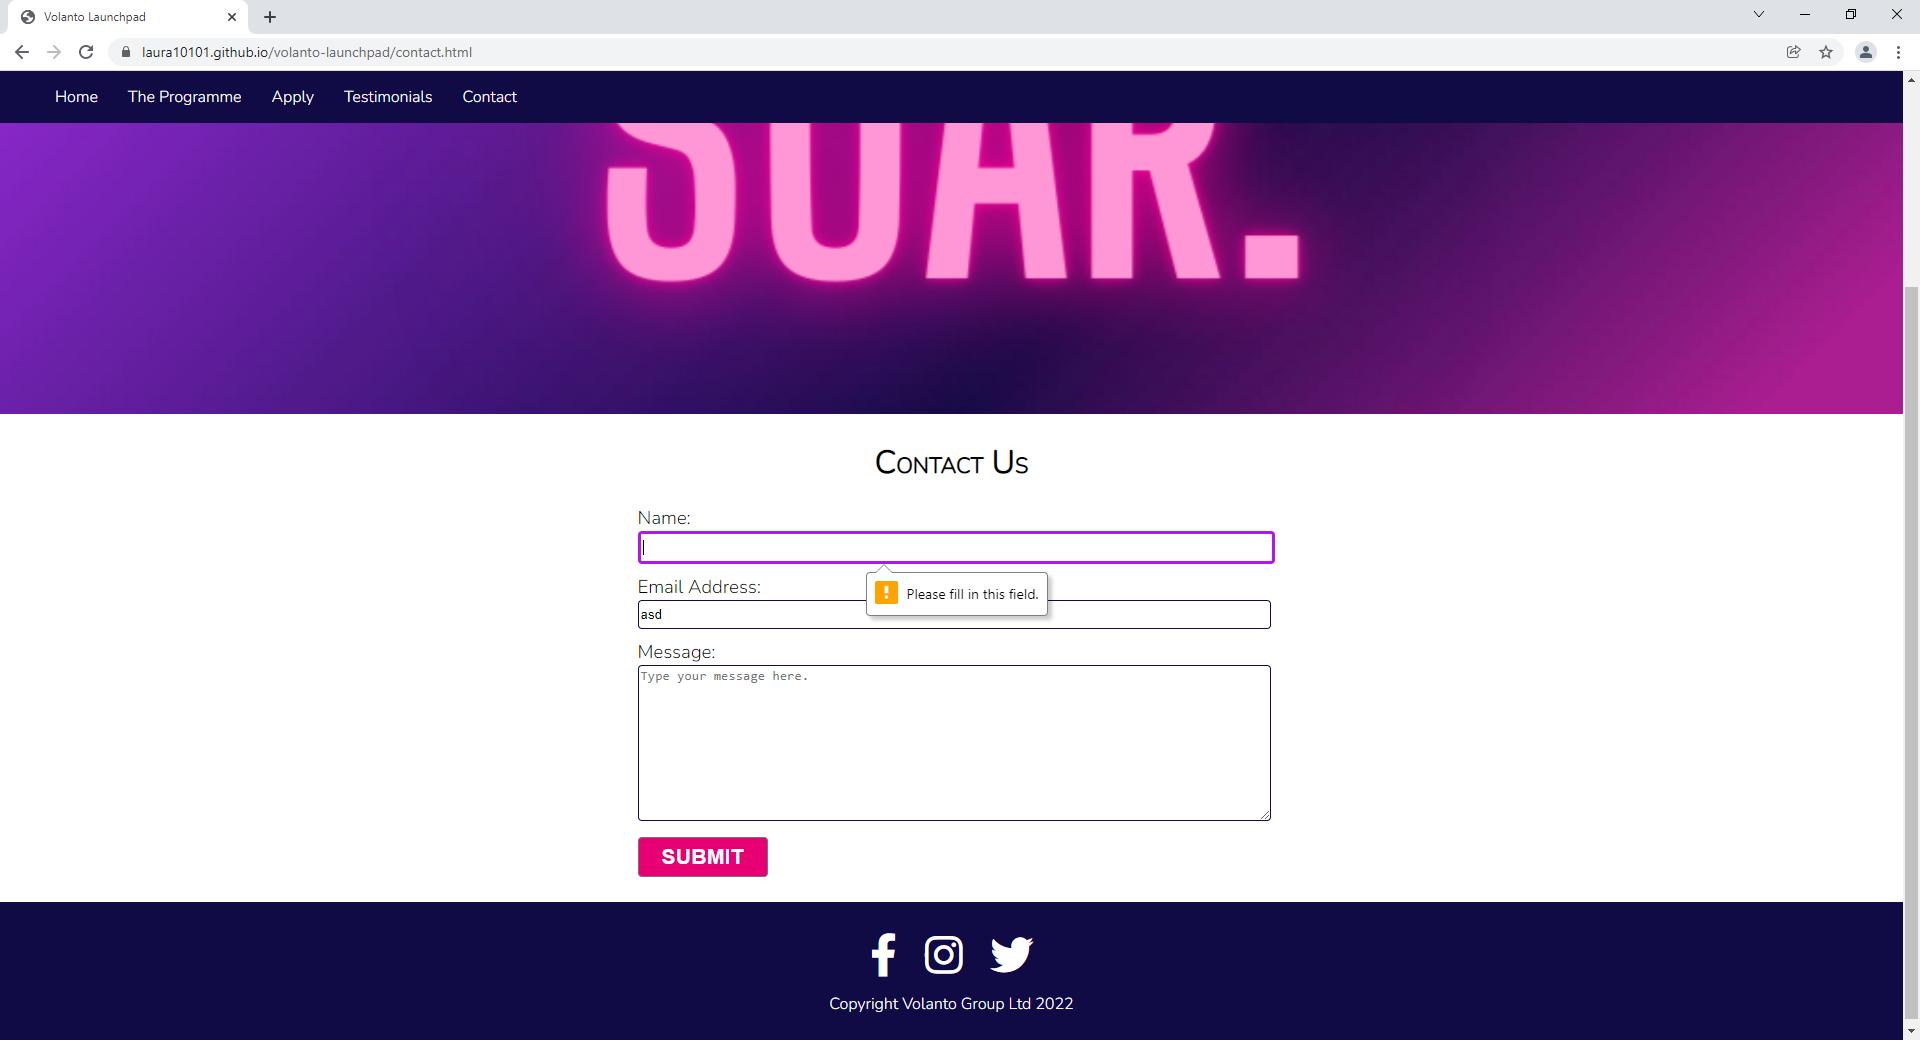 Volanto Launchpad
laura10101.github.io/volanto-launchpad/contact.html
Home The Programme Apply Testimonials Contact
SOAR.
Contact Us
Name:
Please fill in this field.
Email Address:
asd
Message:
Type your message here.
SUBMIT
Copyright Volanto Group Ltd 2022